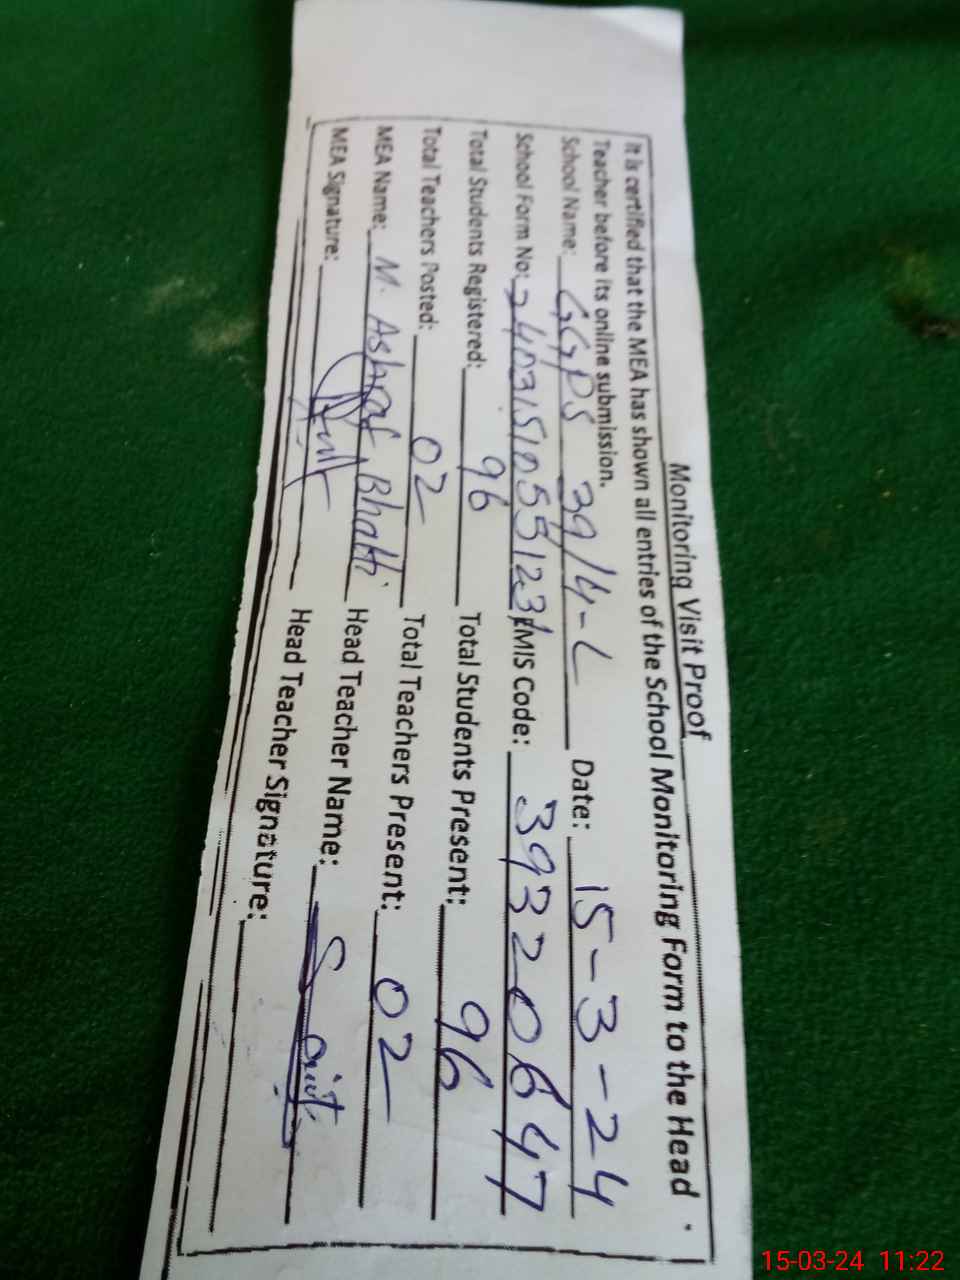 Monitoring Visit Proof
It is certified that the MEA has shown all entries of the School Monitoring Form to the Head
Teacher before its online submission.
School Name: GGPS 39/4-L Date: 15-3-24
School Form No: 2403151055123 EMIS Code: 39320647
Total Students Registered: 96 Total Students Present: 96
Total Teachers Posted: 02 Total Teachers Present: 02
MEA Name: M. Ashraf Bhatti Head Teacher Name:
MEA Signature: Head Teacher Signature:
15-03-24 11:22